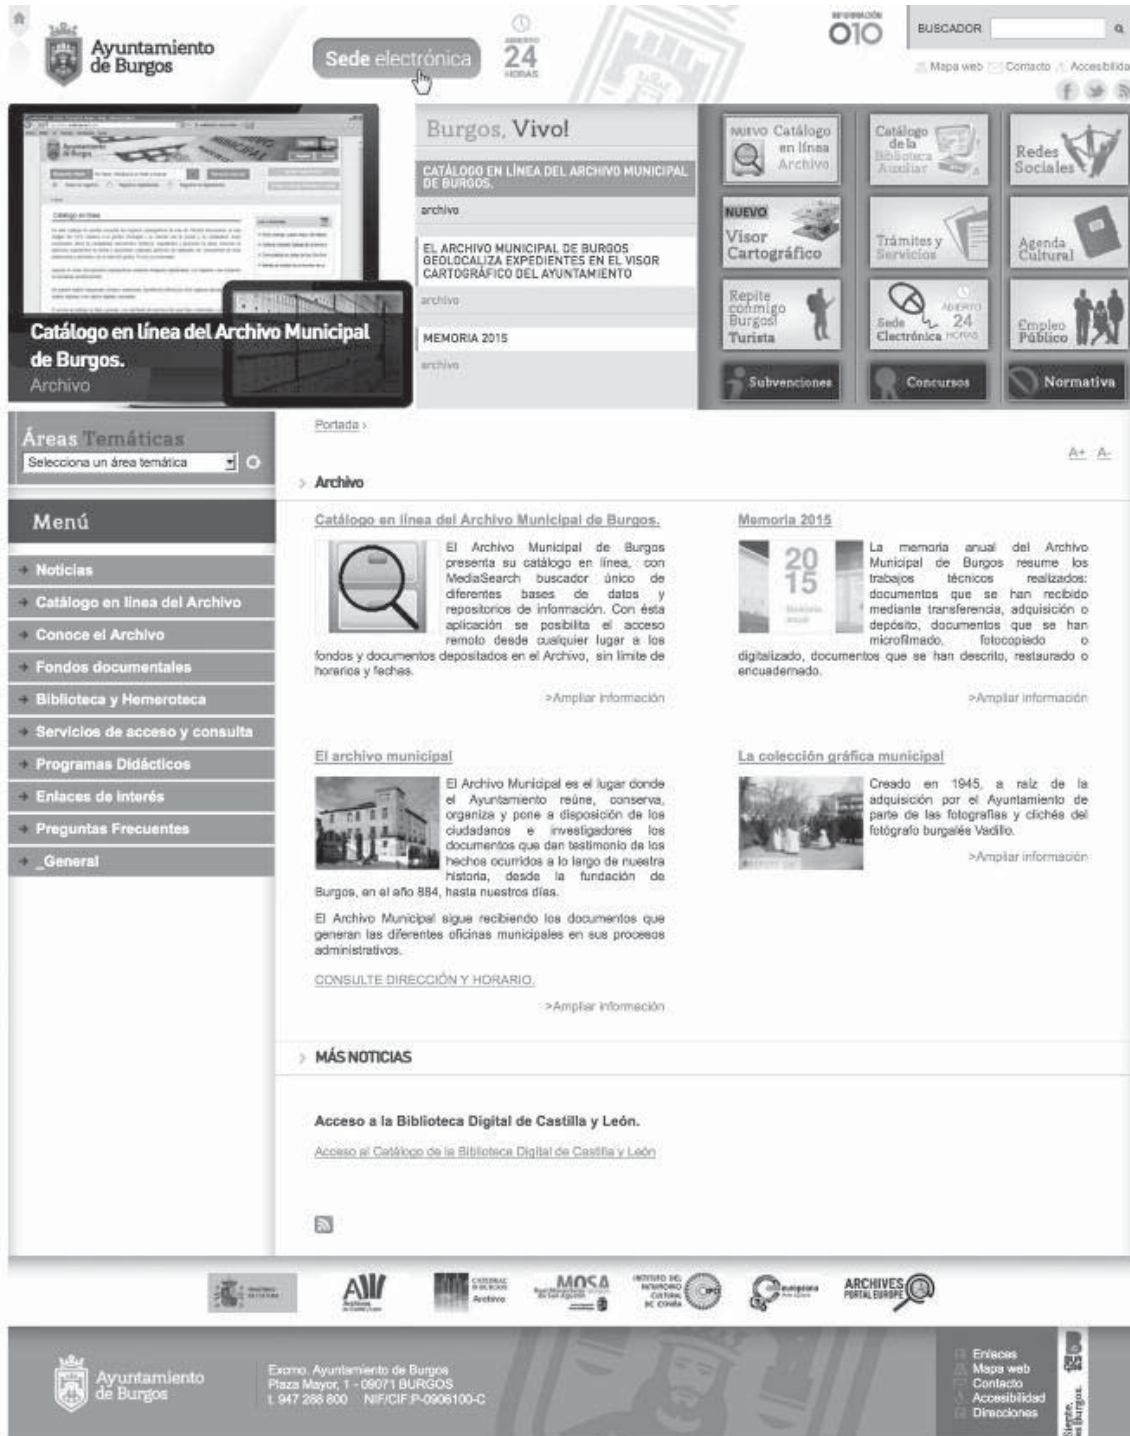 Ayuntamiento
de Burgos
Sede electrónica
ABIERTO
24
HORAS
INFORMACIÓN
010
BUSCADOR
Mapa web Contacto Accesibilida
Catálogo en línea del Archivo Municipal
de Burgos.
Archivo
Burgos, Vivo!
CATÁLOGO EN LÍNEA DEL ARCHIVO MUNICIPAL
DE BURGOS.
archivo
EL ARCHIVO MUNICIPAL DE BURGOS
GEOLOCALIZA EXPEDIENTES EN EL VISOR
CARTOGRÁFICO DEL AYUNTAMIENTO
archivo
MEMORIA 2015
archivo
NUEVO Catálogo
en línea
Archivo
Catálogo
de la
Biblioteca
Auxiliar
Redes
Sociales
NUEVO
Visor
Cartográfico
Trámites y
Servicios
Agenda
Cultural
Repite
conmigo
Burgos!
Turista
Sede
Electrónica
ABIERTO
24
HORAS
Empleo
Público
Subvenciones
Concursos
Normativa
Áreas Temáticas
Selecciona un área temática
Menú
Noticias
Catálogo en línea del Archivo
Conoce el Archivo
Fondos documentales
Biblioteca y Hemeroteca
Servicios de acceso y consulta
Programas Didácticos
Enlaces de interés
Preguntas Frecuentes
_General
Portada ›
A+ A-
Archivo
Catálogo en línea del Archivo Municipal de Burgos.
El Archivo Municipal de Burgos
presenta su catálogo en línea, con
MediaSearch buscador único de
diferentes bases de datos y
repositorios de información. Con ésta
aplicación se posibilita el acceso
remoto desde cualquier lugar a los
fondos y documentos depositados en el Archivo, sin límite de
horarios y fechas.
>Ampliar información
Memoria 2015
20
15
La memoria anual del Archivo
Municipal de Burgos resume los
trabajos técnicos realizados:
documentos que se han recibido
mediante transferencia, adquisición o
depósito, documentos que se han
microfilmado, fotocopiado o
digitalizado, documentos que se han descrito, restaurado o
encuadernado.
>Ampliar información
El archivo municipal
El Archivo Municipal es el lugar donde
el Ayuntamiento reúne, conserva,
organiza y pone a disposición de los
ciudadanos e investigadores los
documentos que dan testimonio de los
hechos ocurridos a lo largo de nuestra
historia, desde la fundación de
Burgos, en el año 884, hasta nuestros días.
El Archivo Municipal sigue recibiendo los documentos que
generan las diferentes oficinas municipales en sus procesos
administrativos.
CONSULTE DIRECCIÓN Y HORARIO.
>Ampliar información
La colección gráfica municipal
Creado en 1945, a raíz de la
adquisición por el Ayuntamiento de
parte de las fotografías y clichés del
fotógrafo burgalés Vadillo.
>Ampliar información
MÁS NOTICIAS
Acceso a la Biblioteca Digital de Castilla y León.
Acceso al Catálogo de la Biblioteca Digital de Castilla y León
CATEDRAL
DE BURGOS
Archivo
MOSA
INSTITUTO DEL
PATRIMONIO
CULTURAL
DE ESPAÑA
europeana
ARCHIVES
PORTAL EUROPE
Ayuntamiento
de Burgos
Excmo. Ayuntamiento de Burgos
Plaza Mayor, 1 - 09071 BURGOS
t. 947 288 800 NIF/CIF:P-0906100-C
Enlaces
Mapa web
Contacto
Accesibilidad
Direcciones